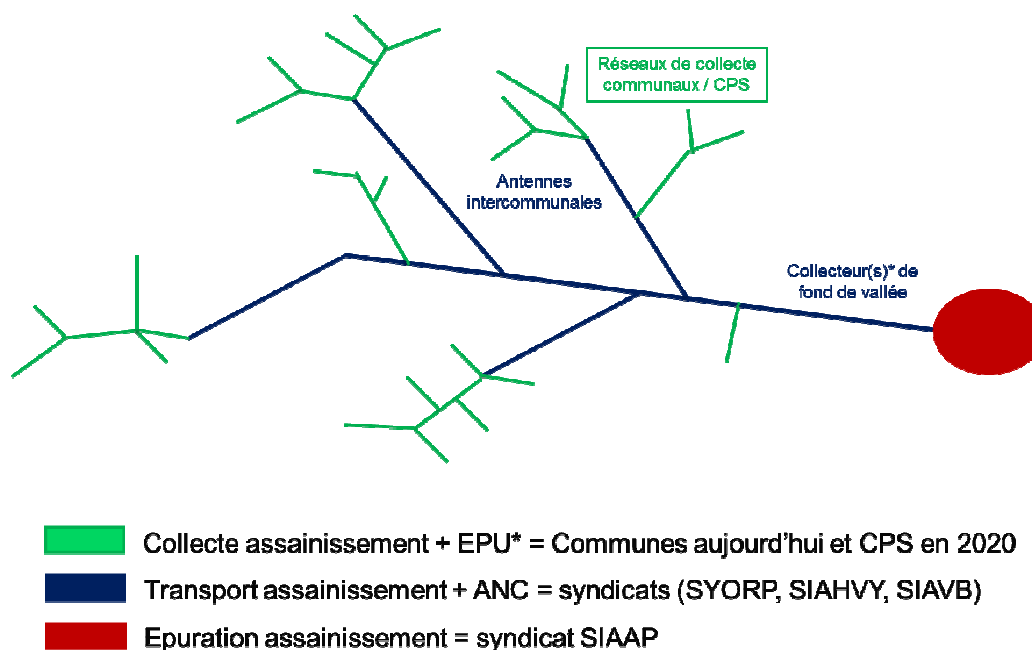 Réseaux de collecte
communaux / CPS
Antennes
intercommunales
Collecteur(s)* de
fond de vallée
Collecte assainissement + EPU* = Communes aujourd'hui et CPS en 2020
Transport assainissement + ANC = syndicats (SYORP, SIAHVY, SIAVB)
Epuration assainissement = syndicat SIAAP